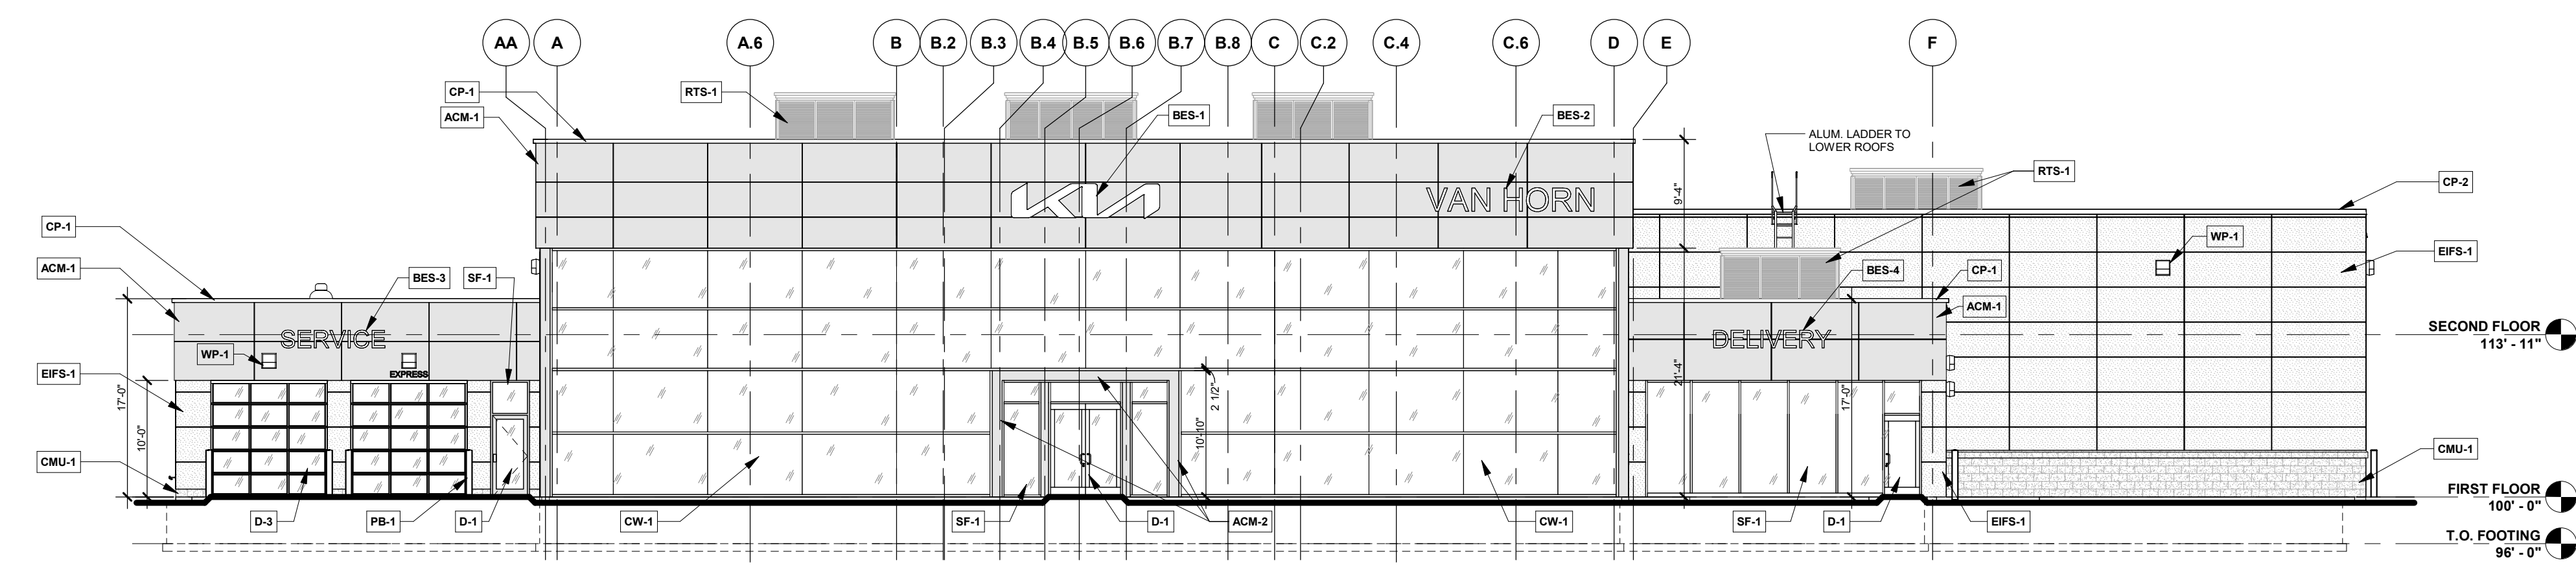 AA A A.6 B B.2 B.3 B.4 B.5 B.6 B.7 B.8 C C.2 C.4 C.6 D E F
CP-1
RTS-1
ACM-1
BES-1
BES-2
ALUM. LADDER TO
LOWER ROOFS
RTS-1
CP-2
9'-4"
KIA
VAN HORN
CP-1
WP-1
EIFS-1
ACM-1
BES-3
SF-1
BES-4
CP-1
ACM-1
SERVICE
DELIVERY
SECOND FLOOR
113' - 11"
WP-1
EXPRESS
EIFS-1
17'-0"
10'-0"
2 1/2"
10'-10"
21'-4"
17'-0"
CMU-1
CMU-1
FIRST FLOOR
100' - 0"
D-3
PB-1
D-1
CW-1
SF-1
D-1
ACM-2
CW-1
SF-1
D-1
EIFS-1
T.O. FOOTING
96' - 0"